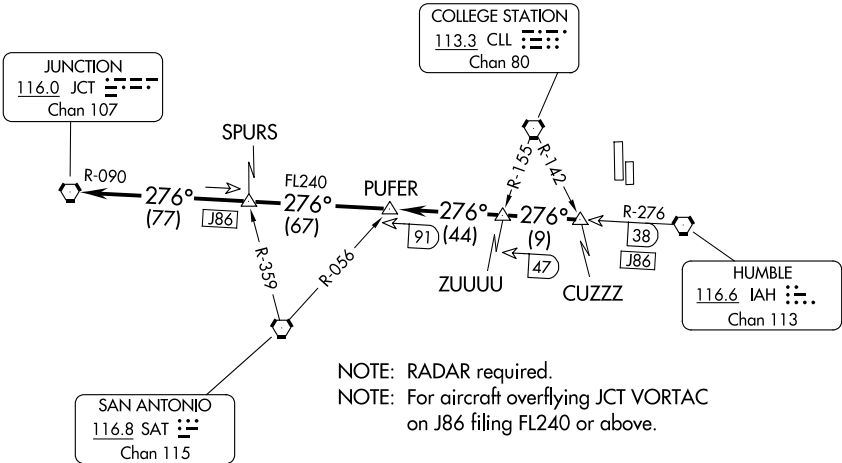 COLLEGE STATION
113.3 CLL
Chan 80
JUNCTION
116.0 JCT
Chan 107
SPURS
R-090
276°
(77)
J86
FL240
276°
(67)
PUFER
91
276°
(44)
R-155
R-142
276°
(9)
ZUUUU
47
CUZZZ
R-276
38
J86
HUMBLE
116.6 IAH
Chan 113
R-359
R-056
SAN ANTONIO
116.8 SAT
Chan 115
NOTE: RADAR required.
NOTE: For aircraft overflying JCT VORTAC
on J86 filing FL240 or above.